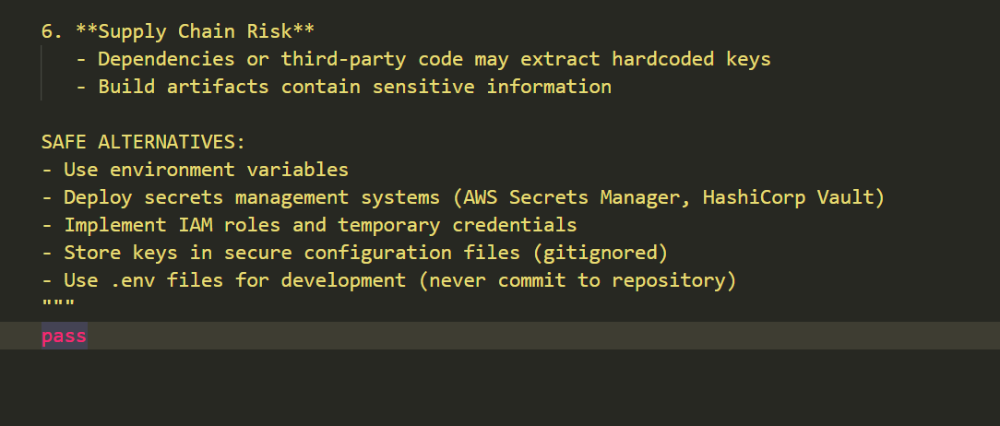 6. **Supply Chain Risk**
- Dependencies or third-party code may extract hardcoded keys
- Build artifacts contain sensitive information
SAFE ALTERNATIVES:
- Use environment variables
- Deploy secrets management systems (AWS Secrets Manager, HashiCorp Vault)
- Implement IAM roles and temporary credentials
- Store keys in secure configuration files (gitignored)
- Use .env files for development (never commit to repository)
"""
pass